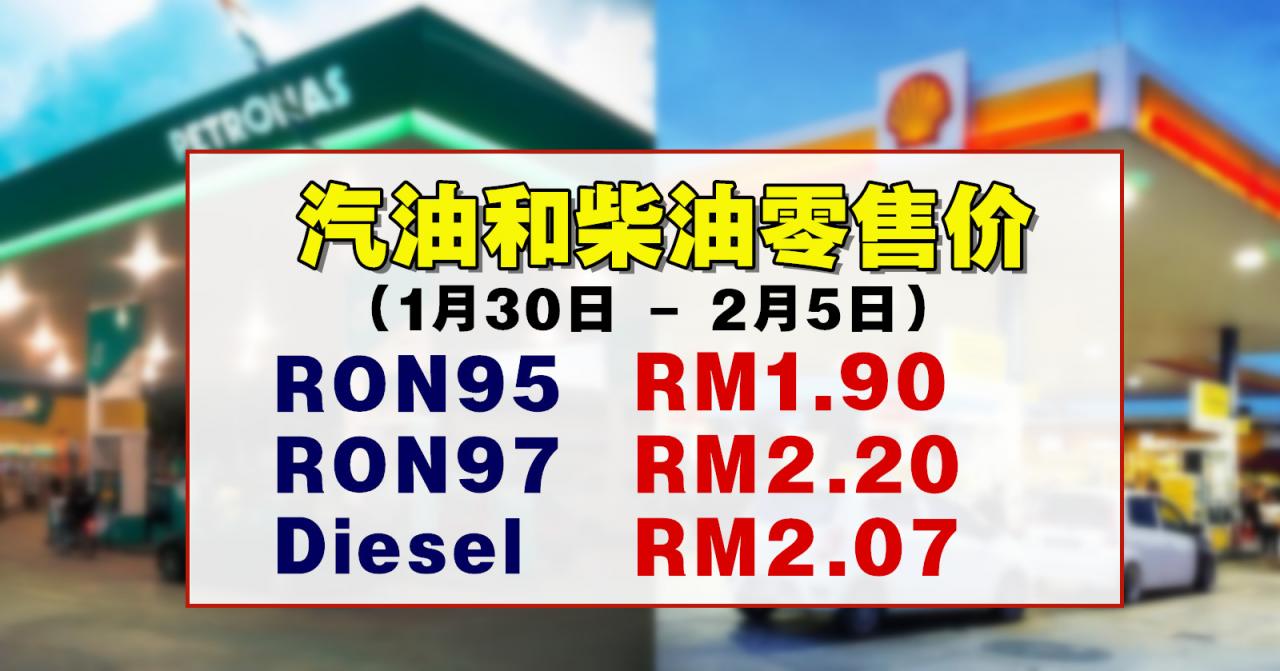 PETRONAS
汽油和柴油零售价
（1月30日 - 2月5日）
RON95 RM1.90
RON97 RM2.20
Diesel RM2.07